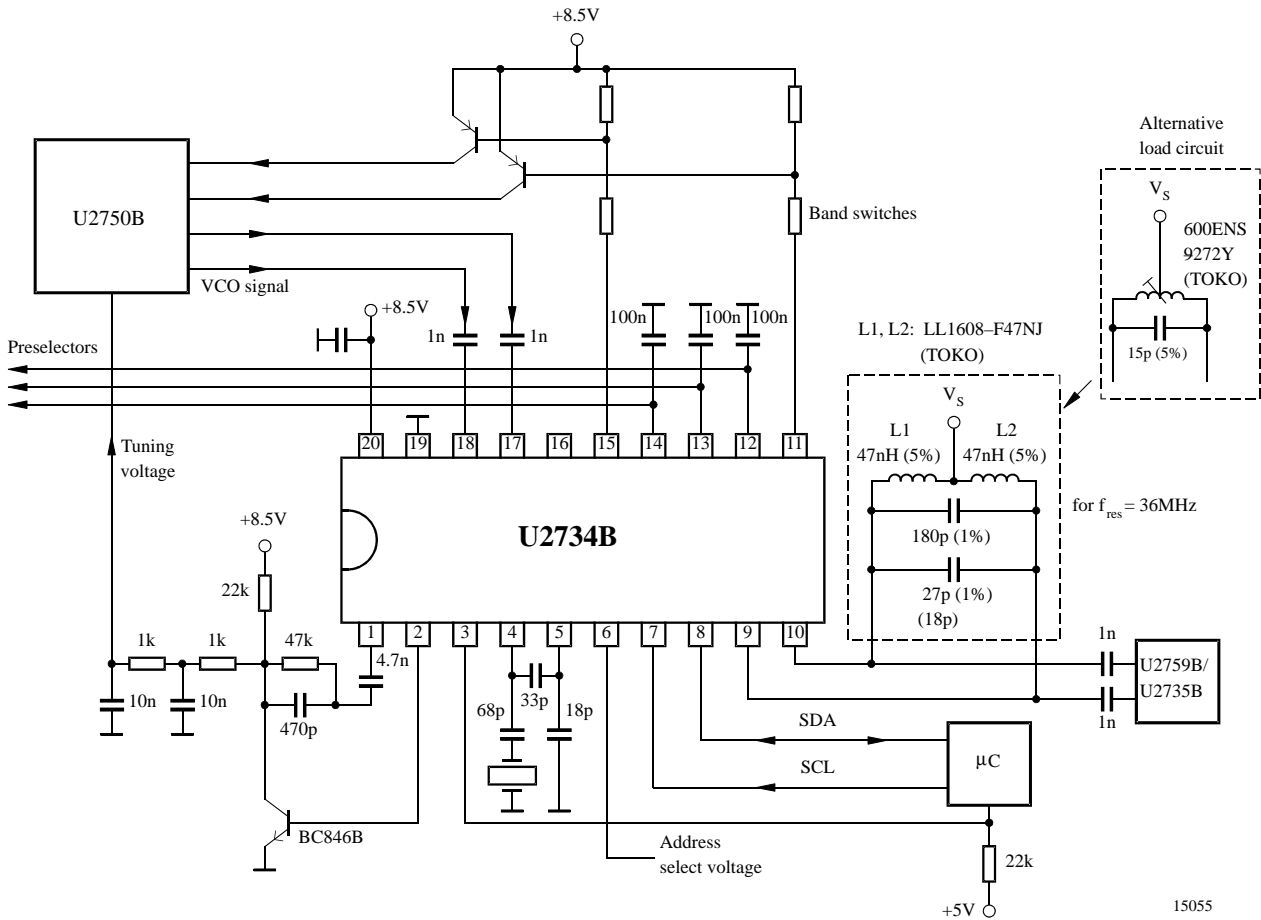 +8.5V
Alternative
load circuit
V_S
600ENS
9272Y
(TOKO)
15p (5%)
U2750B
Band switches
VCO signal
+8.5V
1n
1n
100n
100n
100n
L1, L2: LL1608–F47NJ
(TOKO)
Preselectors
V_S
L1
47nH (5%)
L2
47nH (5%)
20
19
18
17
16
15
14
13
12
11
Tuning
voltage
for f_res = 36MHz
+8.5V
U2734B
180p (1%)
22k
27p (1%)
(18p)
1
2
3
4
5
6
7
8
9
10
1k
1k
47k
4.7n
1n
U2759B/
U2735B
10n
10n
470p
33p
68p
18p
1n
SDA
SCL
μC
BC846B
Address
select voltage
22k
+5V
15055